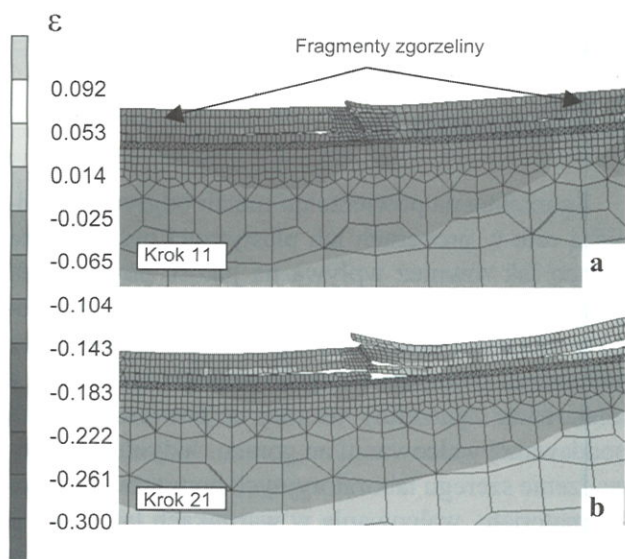 ε
Fragmenty zgorzeliny
0.092
0.053
0.014
-0.025
-0.065
-0.104
-0.143
-0.183
-0.222
-0.261
-0.300
Krok 11
a
Krok 21
b